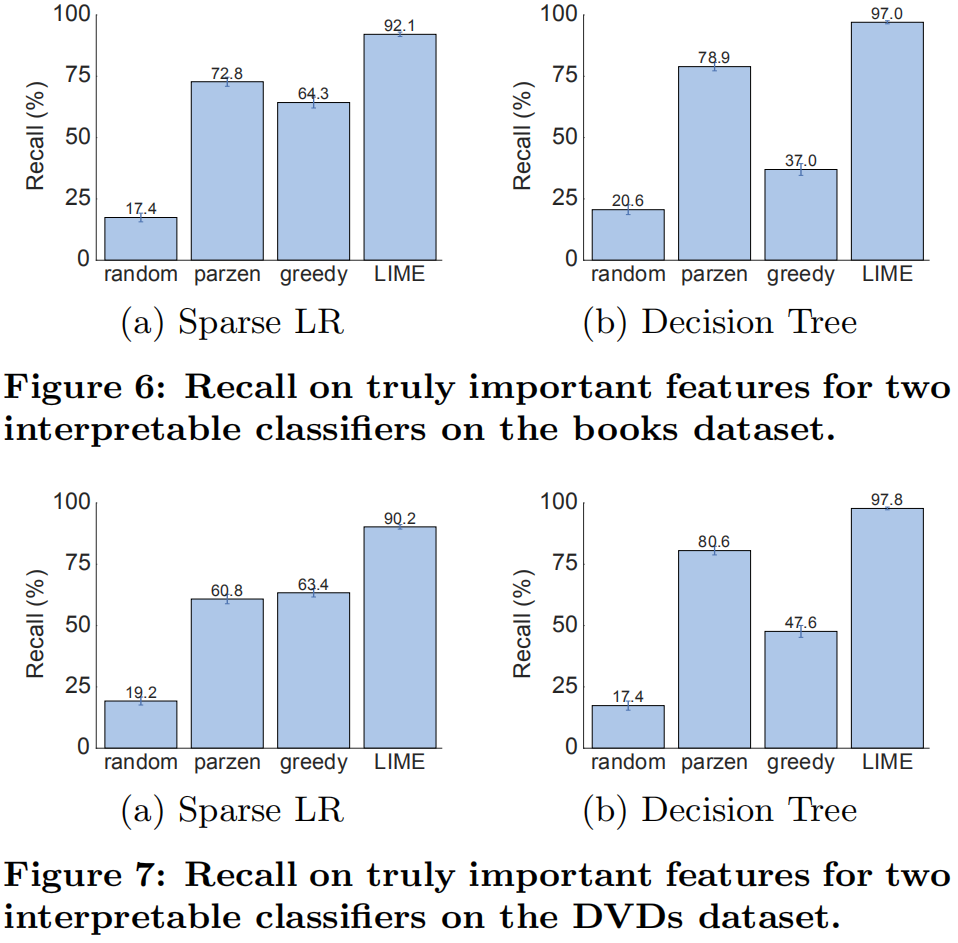 100
75
50
25
0
Recall (%)
17.4
72.8
64.3
92.1
random parzen greedy LIME
(a) Sparse LR
100
75
50
25
0
Recall (%)
20.6
78.9
37.0
97.0
random parzen greedy LIME
(b) Decision Tree
Figure 6: Recall on truly important features for two
interpretable classifiers on the books dataset.
100
75
50
25
0
Recall (%)
19.2
60.8
63.4
90.2
random parzen greedy LIME
(a) Sparse LR
100
75
50
25
0
Recall (%)
17.4
80.6
47.6
97.8
random parzen greedy LIME
(b) Decision Tree
Figure 7: Recall on truly important features for two
interpretable classifiers on the DVDs dataset.